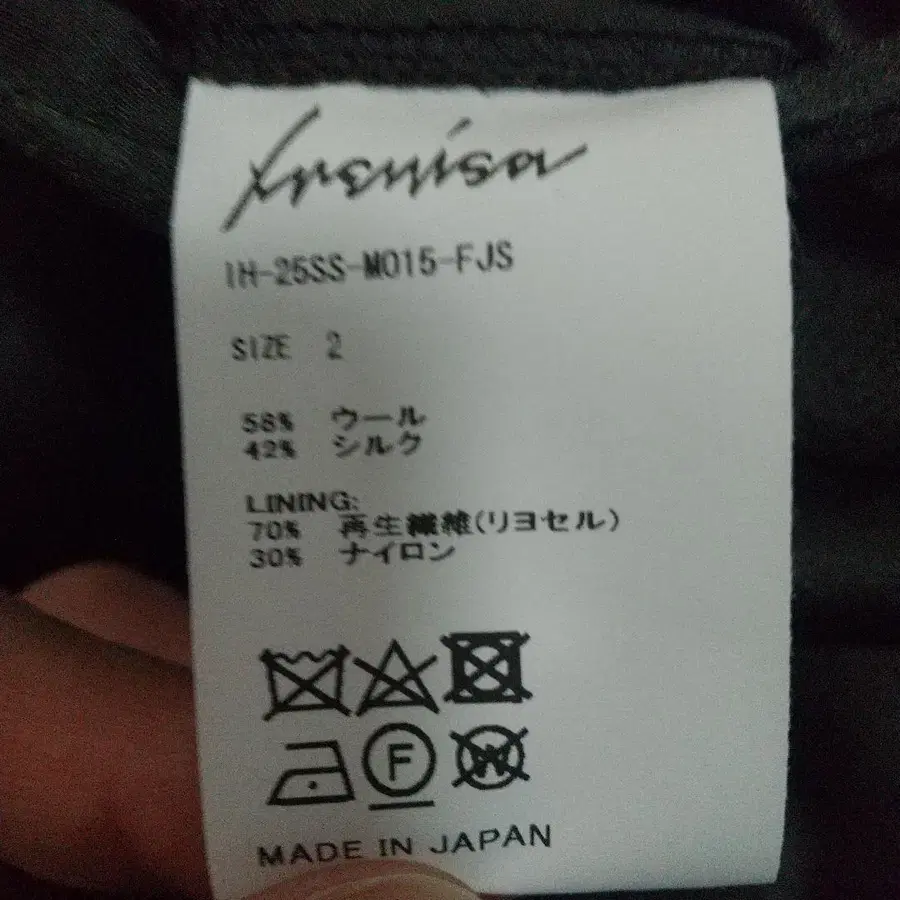 Irenisa
IH-25SS-M015-FJS
SIZE 2
58% ウール
42% シルク
LINING:
70% 再生繊維(リヨセル)
30% ナイロン
F
W
MADE IN JAPAN